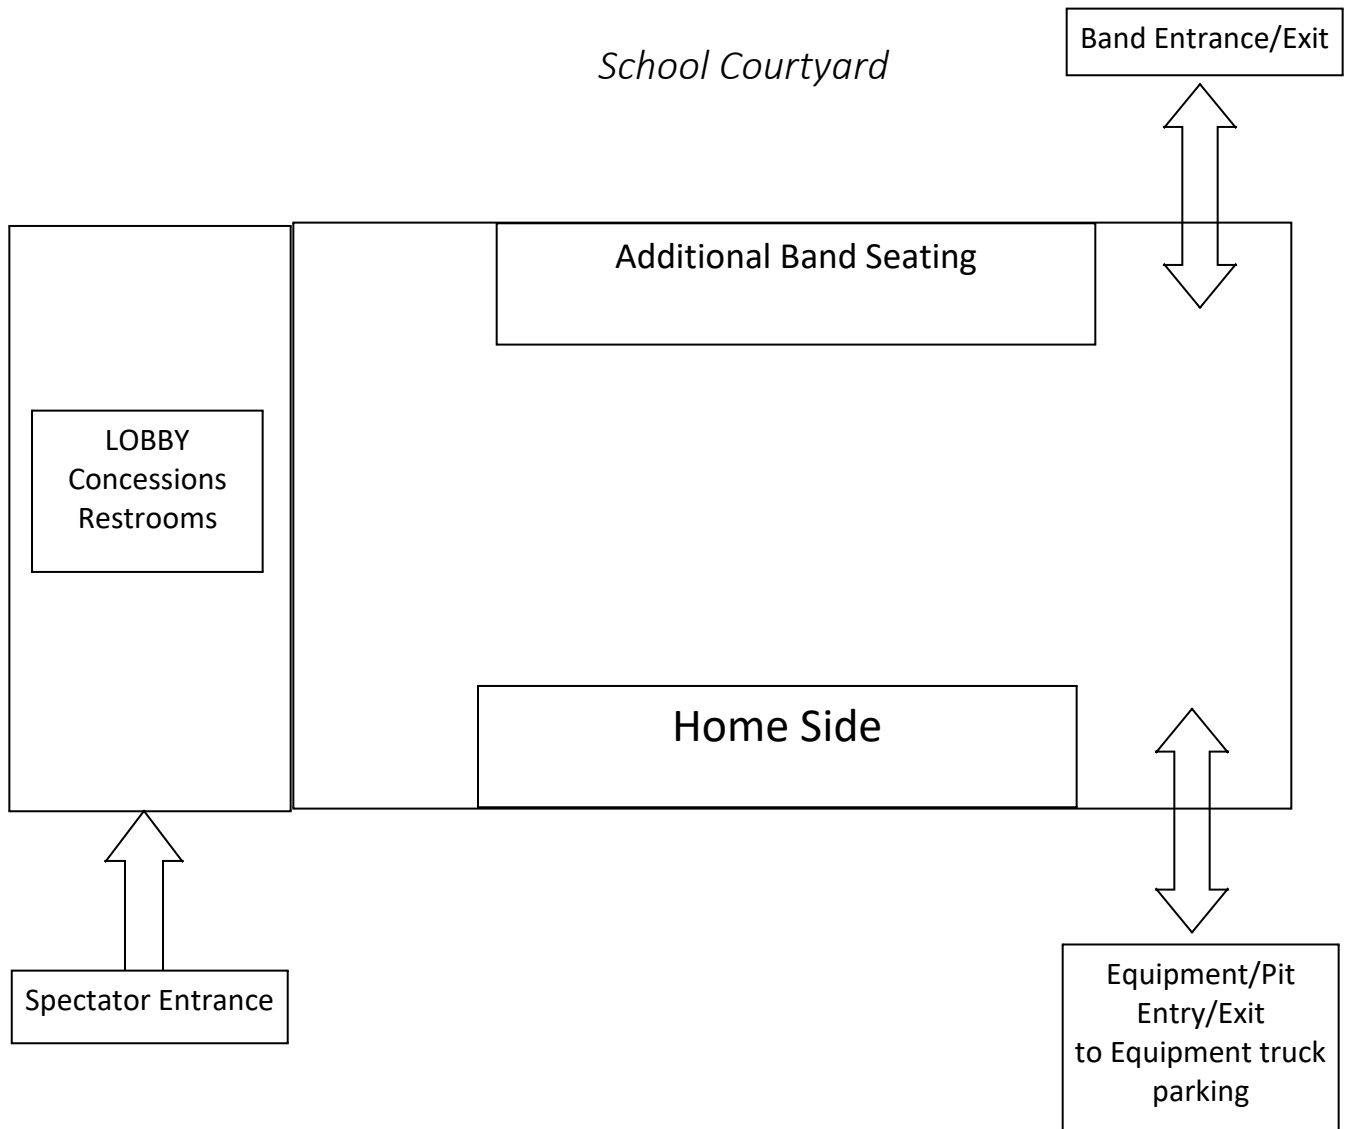 School Courtyard
Band Entrance/Exit
Additional Band Seating
LOBBY
Concessions
Restrooms
Home Side
Spectator Entrance
Equipment/Pit
Entry/Exit
to Equipment truck
parking